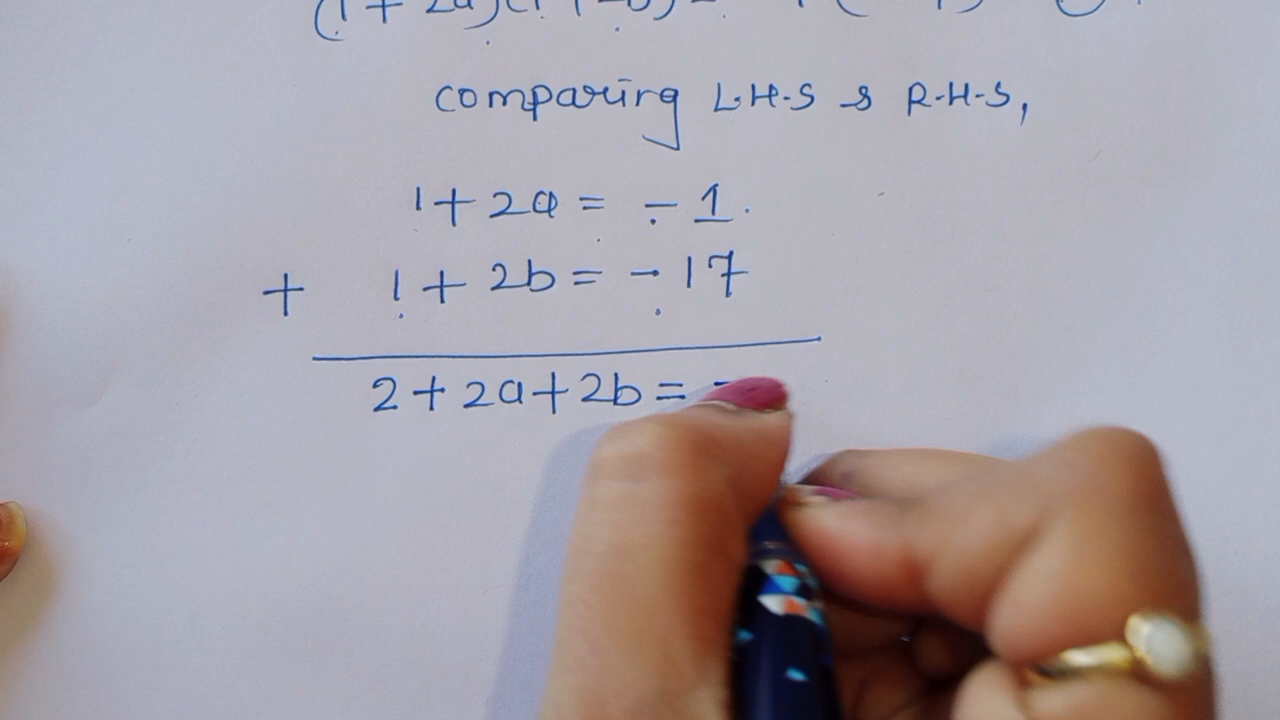 comparing L.H.S & R.H.S,
1 + 2a = - 1.
+ 1 + 2b = - 17
2 + 2a + 2b = -